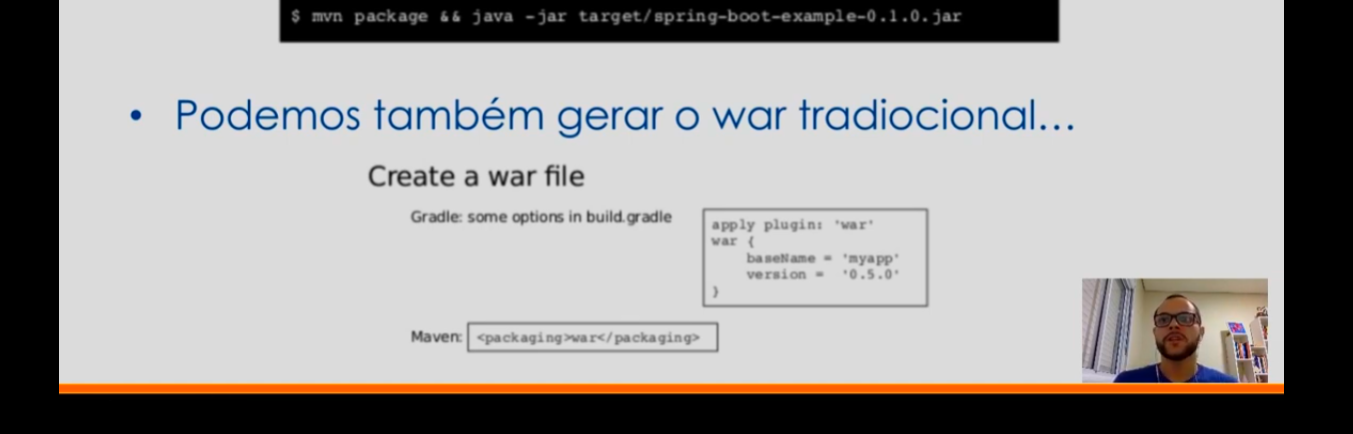 $ mvn package && java -jar target/spring-boot-example-0.1.0.jar
• Podemos também gerar o war tradiocional...
Create a war file
Gradle: some options in build.gradle
apply plugin: 'war'
war {
baseName = 'myapp'
version = '0.5.0'
}
Maven: <packaging>war</packaging>